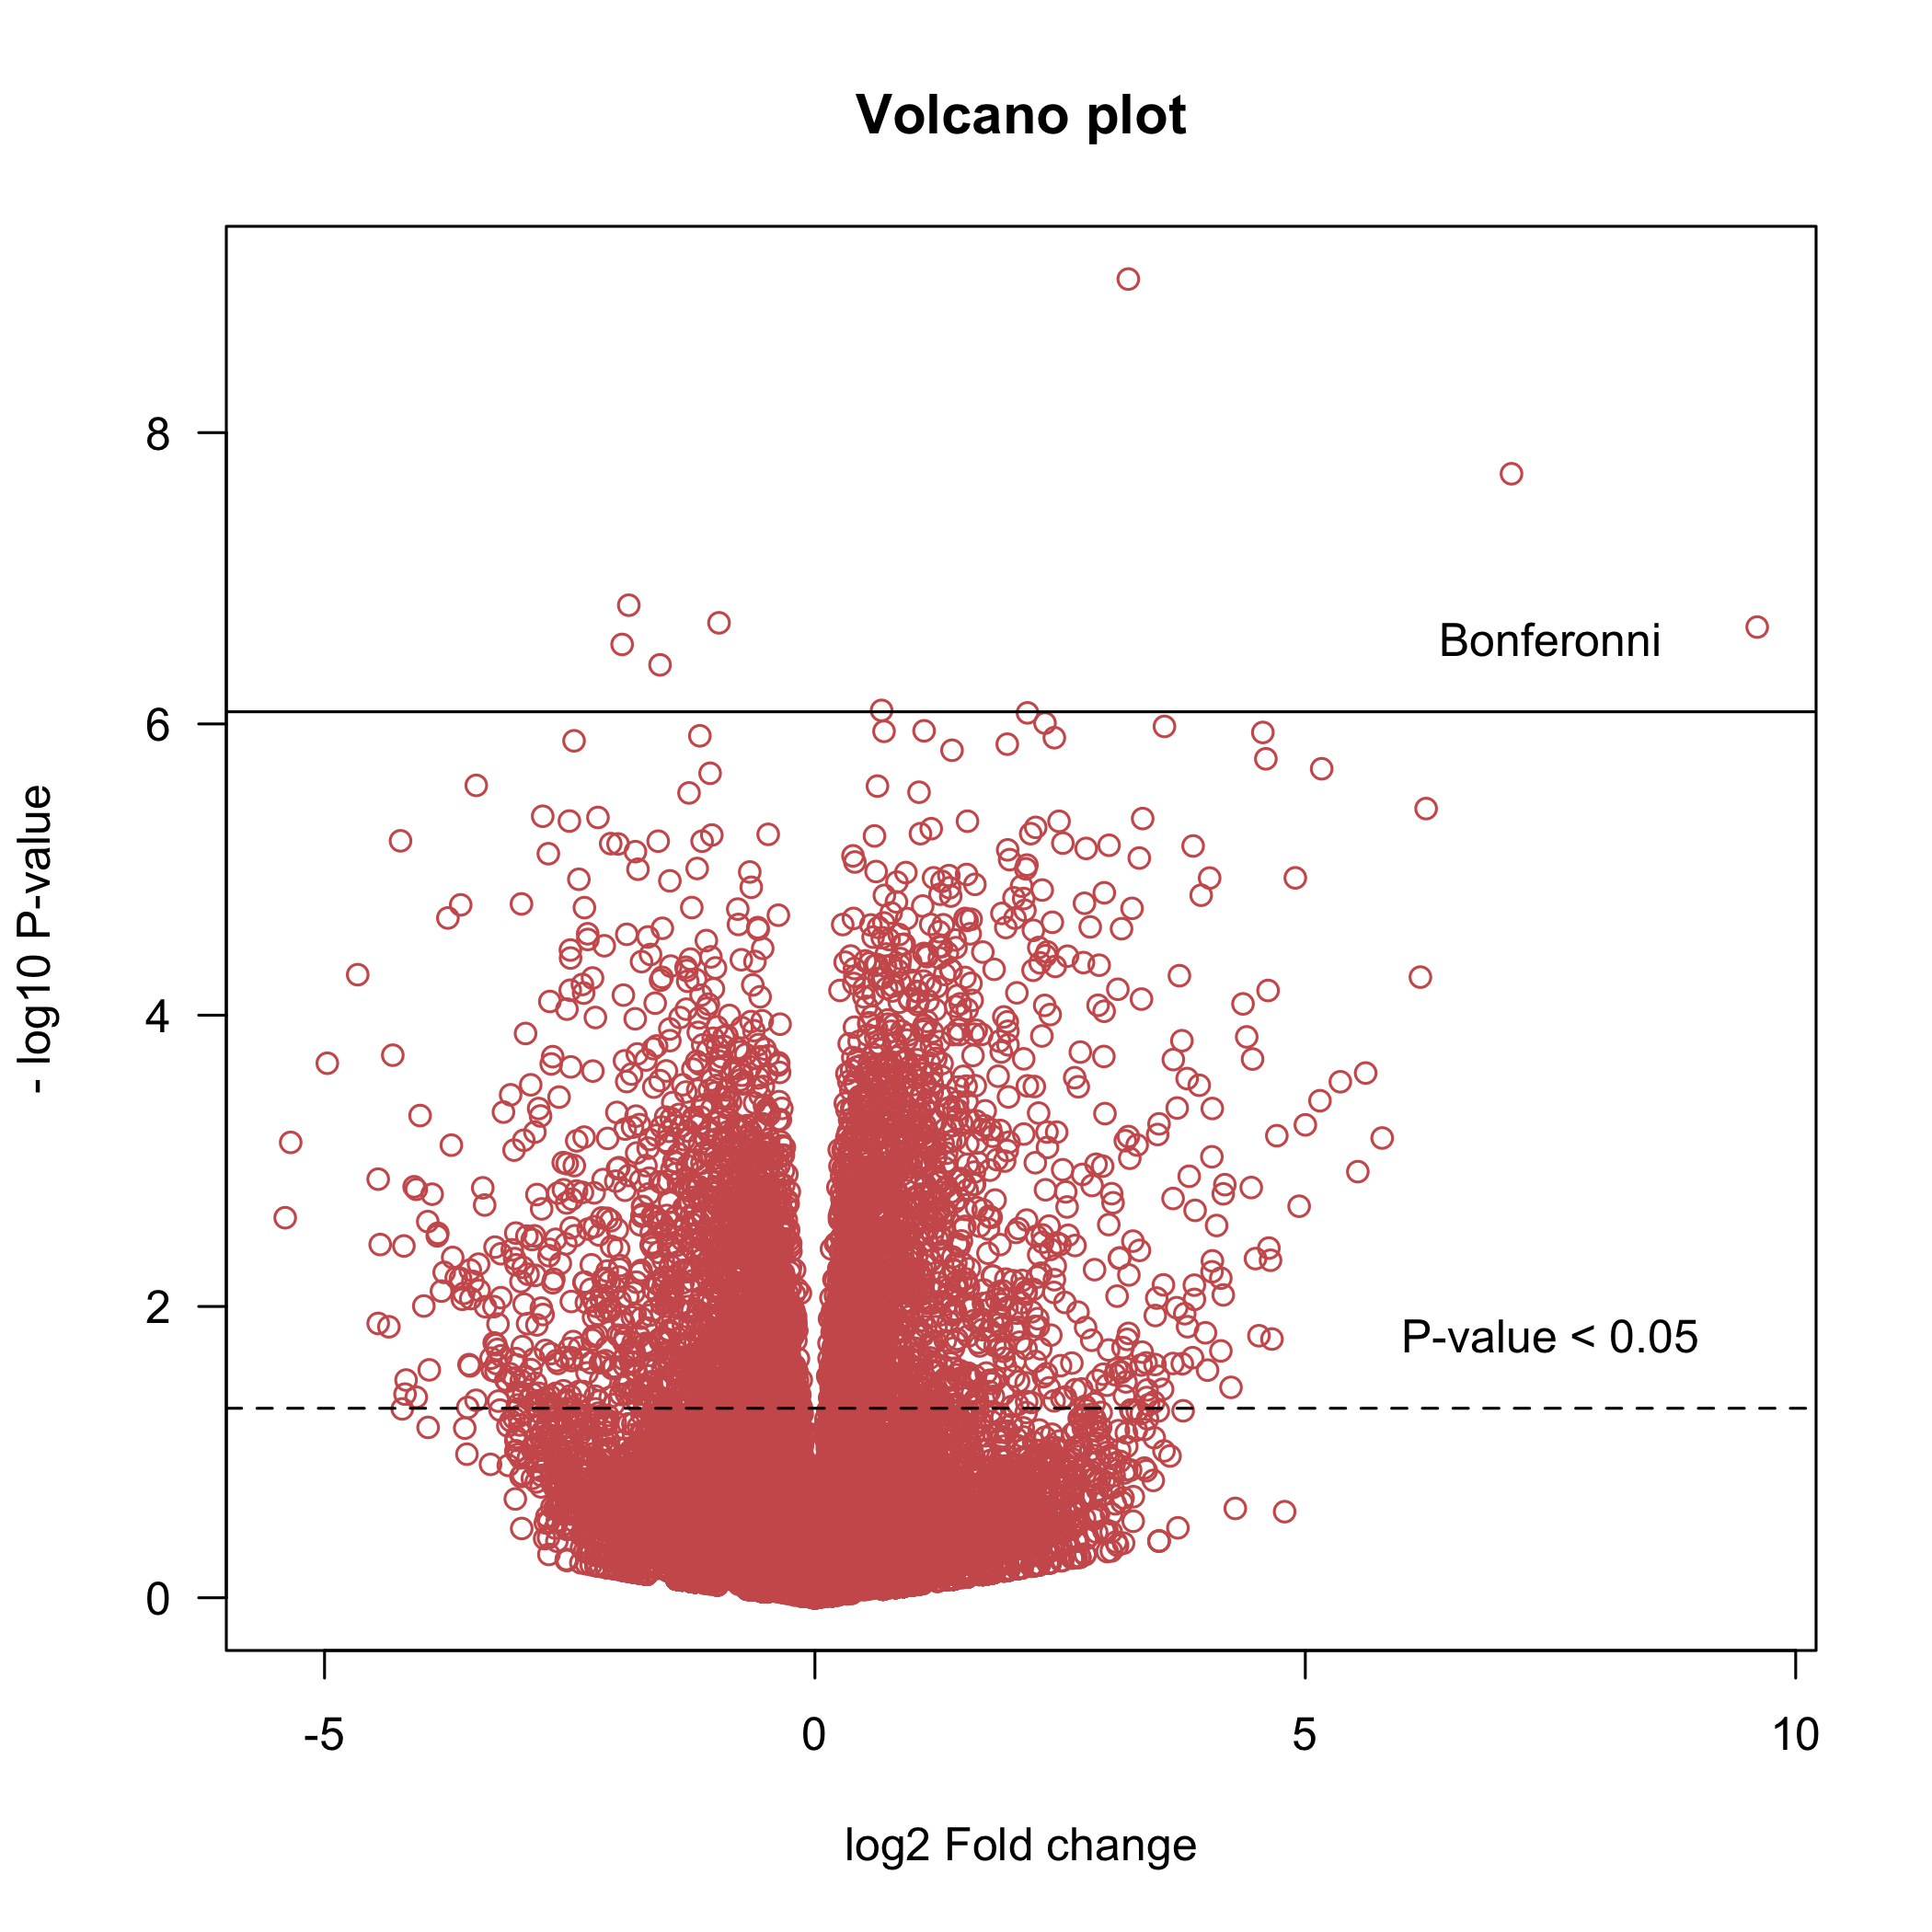 Volcano plot
8
Bonferonni
6
- log10 P-value
4
2
P-value < 0.05
0
-5 0 5 10
log2 Fold change